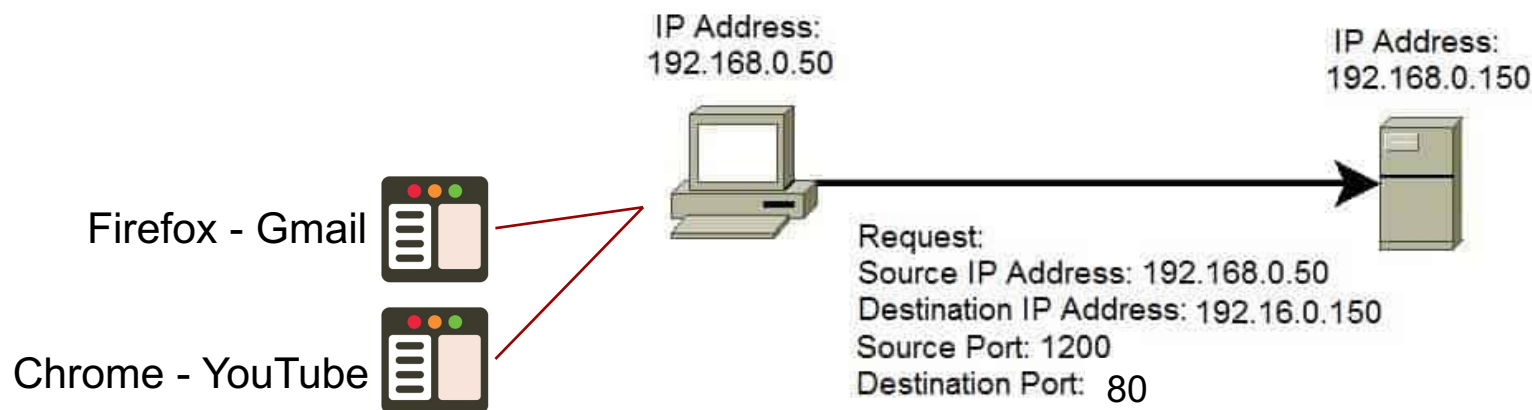 IP Address:
192.168.0.50
IP Address:
192.168.0.150
Firefox - Gmail
Chrome - YouTube
Request:
Source IP Address: 192.168.0.50
Destination IP Address: 192.16.0.150
Source Port: 1200
Destination Port: 80